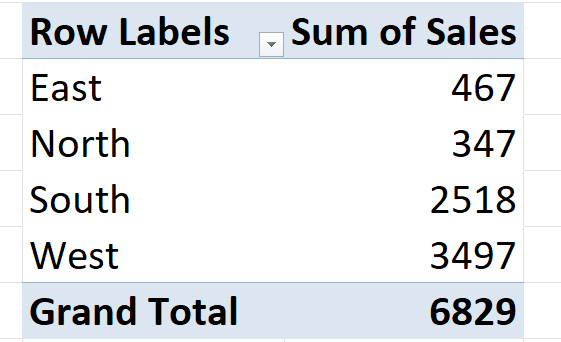 Row Labels Sum of Sales
East 467
North 347
South 2518
West 3497
Grand Total 6829